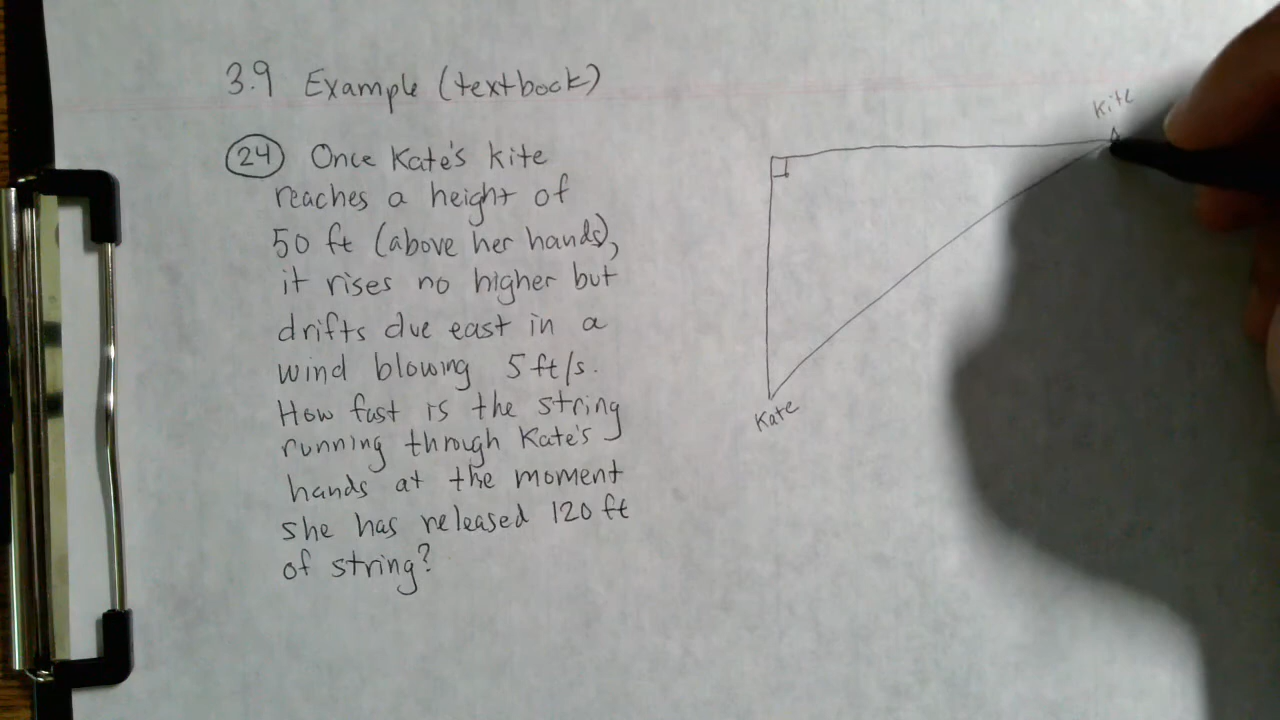 3.9 Example (textbook)
24 Once Kate's kite
reaches a height of
50 ft (above her hands),
it rises no higher but
drifts due east in a
wind blowing 5 ft/s.
How fast is the string
running through Kate's
hands at the moment
she has released 120 ft
of string?
Kite
Kate